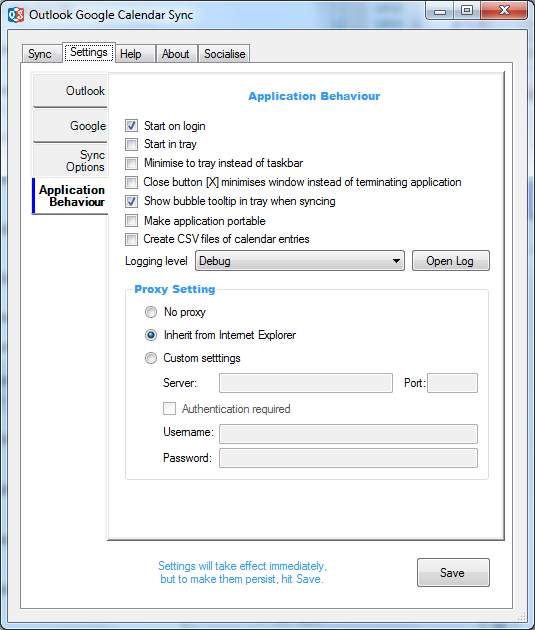 Outlook Google Calendar Sync
Sync Settings Help About Socialise
Outlook
Google
Sync
Options
Application
Behaviour
Application Behaviour
Start on login
Start in tray
Minimise to tray instead of taskbar
Close button [X] minimises window instead of terminating application
Show bubble tooltip in tray when syncing
Make application portable
Create CSV files of calendar entries
Logging level Debug Open Log
Proxy Setting
No proxy
Inherit from Internet Explorer
Custom setttings
Server: Port:
Authentication required
Username:
Password:
Settings will take effect immediately,
but to make them persist, hit Save.
Save